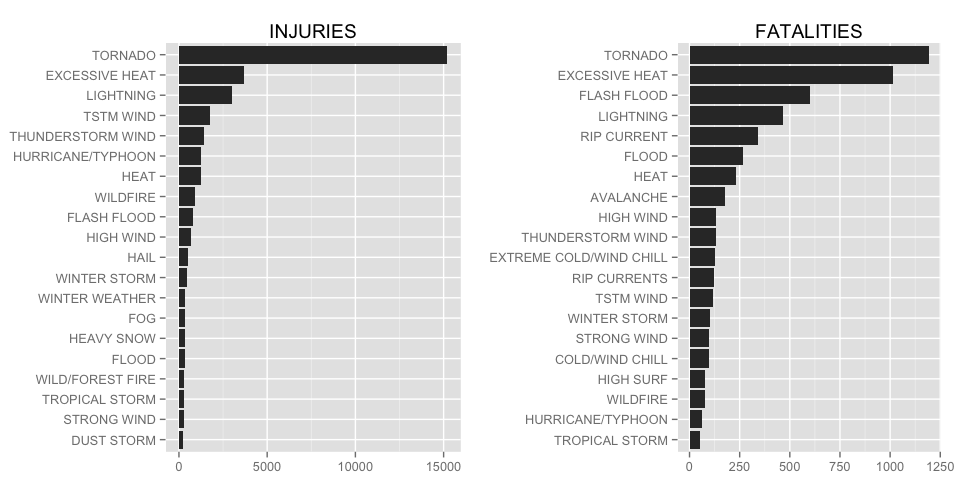 INJURIES
TORNADO
EXCESSIVE HEAT
LIGHTNING
TSTM WIND
THUNDERSTORM WIND
HURRICANE/TYPHOON
HEAT
WILDFIRE
FLASH FLOOD
HIGH WIND
HAIL
WINTER STORM
WINTER WEATHER
FOG
HEAVY SNOW
FLOOD
WILD/FOREST FIRE
TROPICAL STORM
STRONG WIND
DUST STORM
0 5000 10000 15000
FATALITIES
TORNADO
EXCESSIVE HEAT
FLASH FLOOD
LIGHTNING
RIP CURRENT
FLOOD
HEAT
AVALANCHE
HIGH WIND
THUNDERSTORM WIND
EXTREME COLD/WIND CHILL
RIP CURRENTS
TSTM WIND
WINTER STORM
STRONG WIND
COLD/WIND CHILL
HIGH SURF
WILDFIRE
HURRICANE/TYPHOON
TROPICAL STORM
0 250 500 750 1000 1250